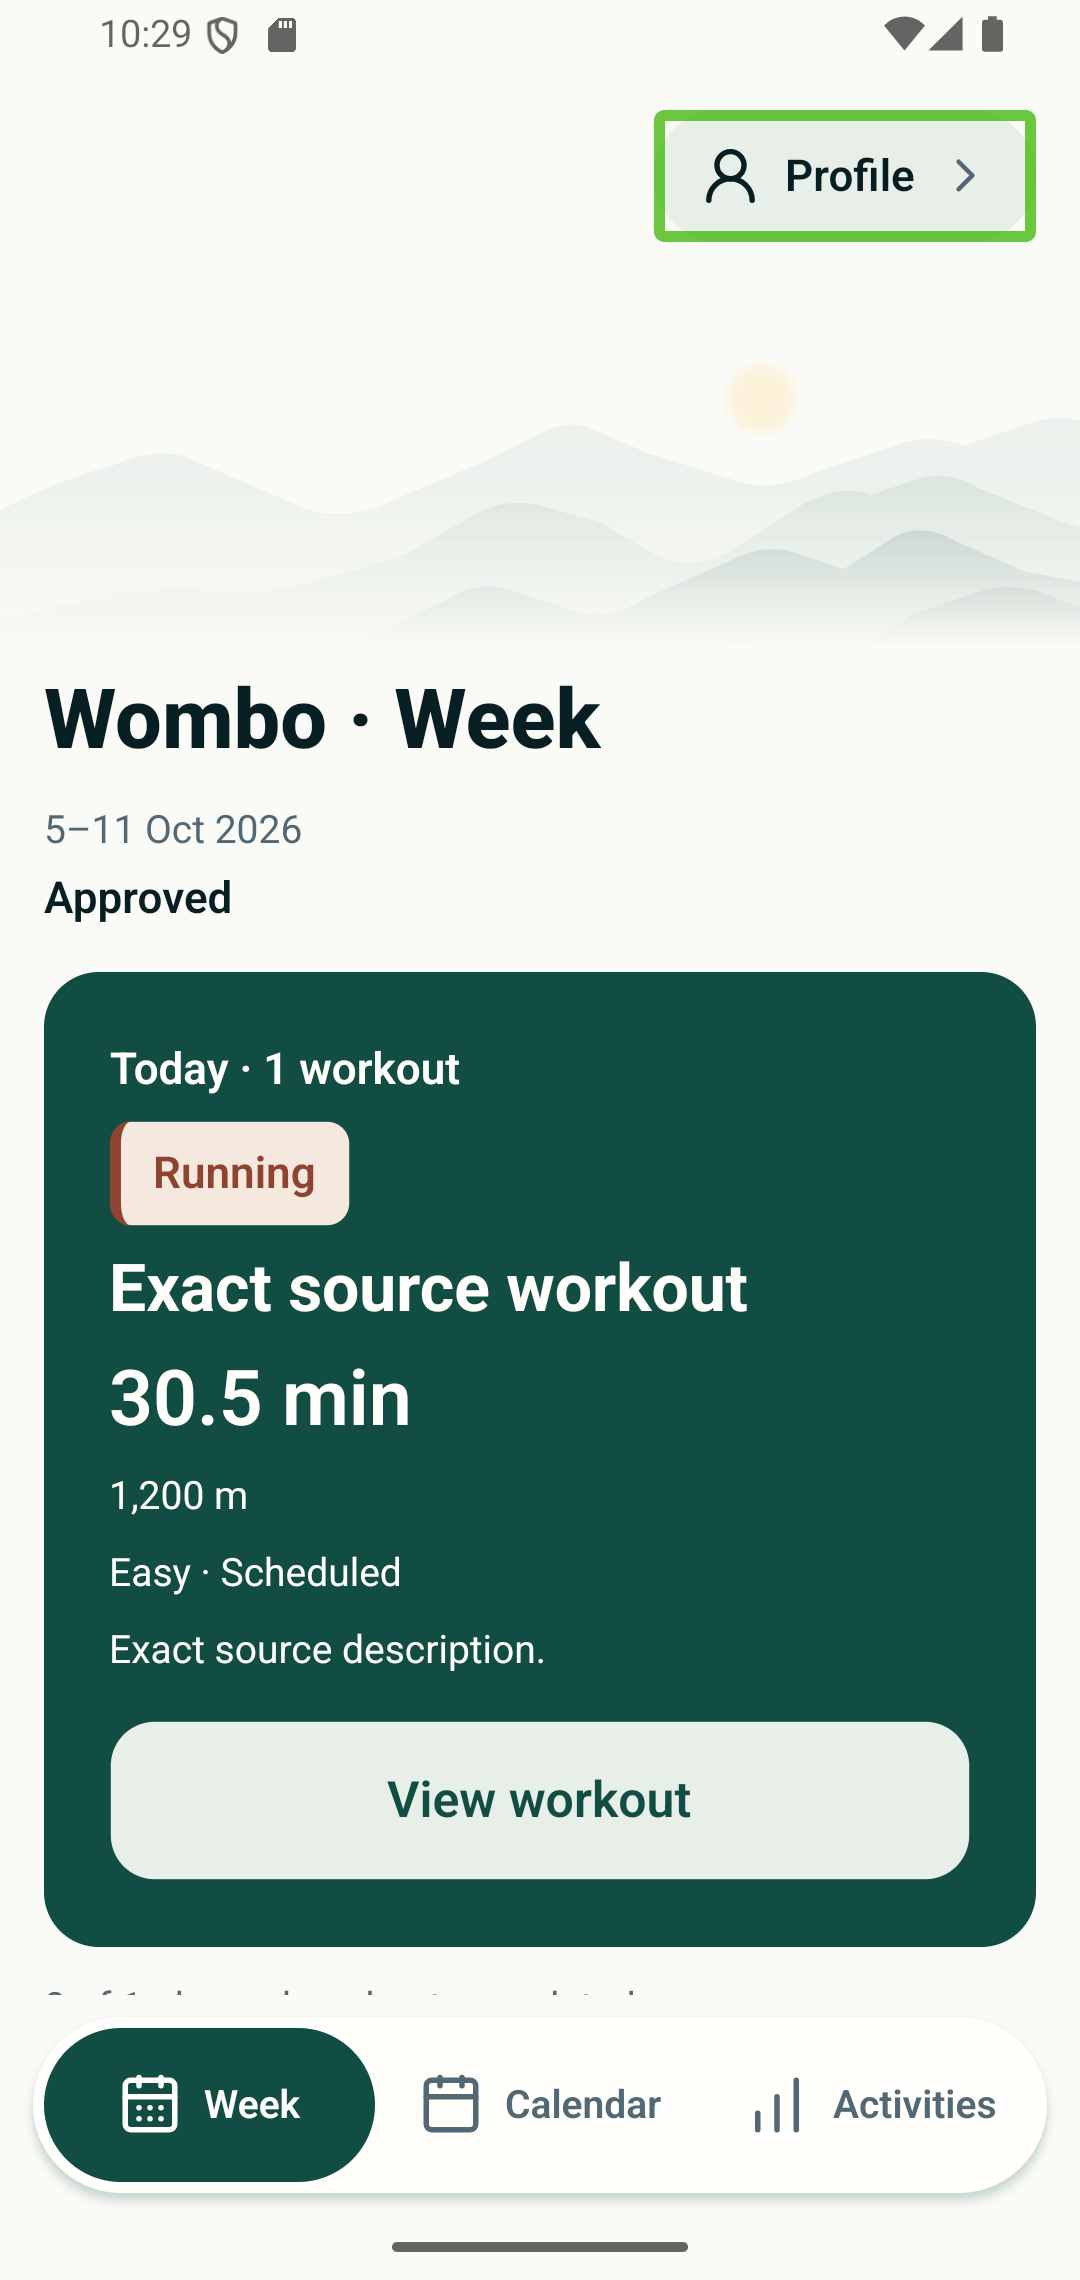 10:29
Profile
Wombo · Week
5–11 Oct 2026
Approved
Today · 1 workout
Running
Exact source workout
30.5 min
1,200 m
Easy · Scheduled
Exact source description.
View workout
Week
Calendar
Activities